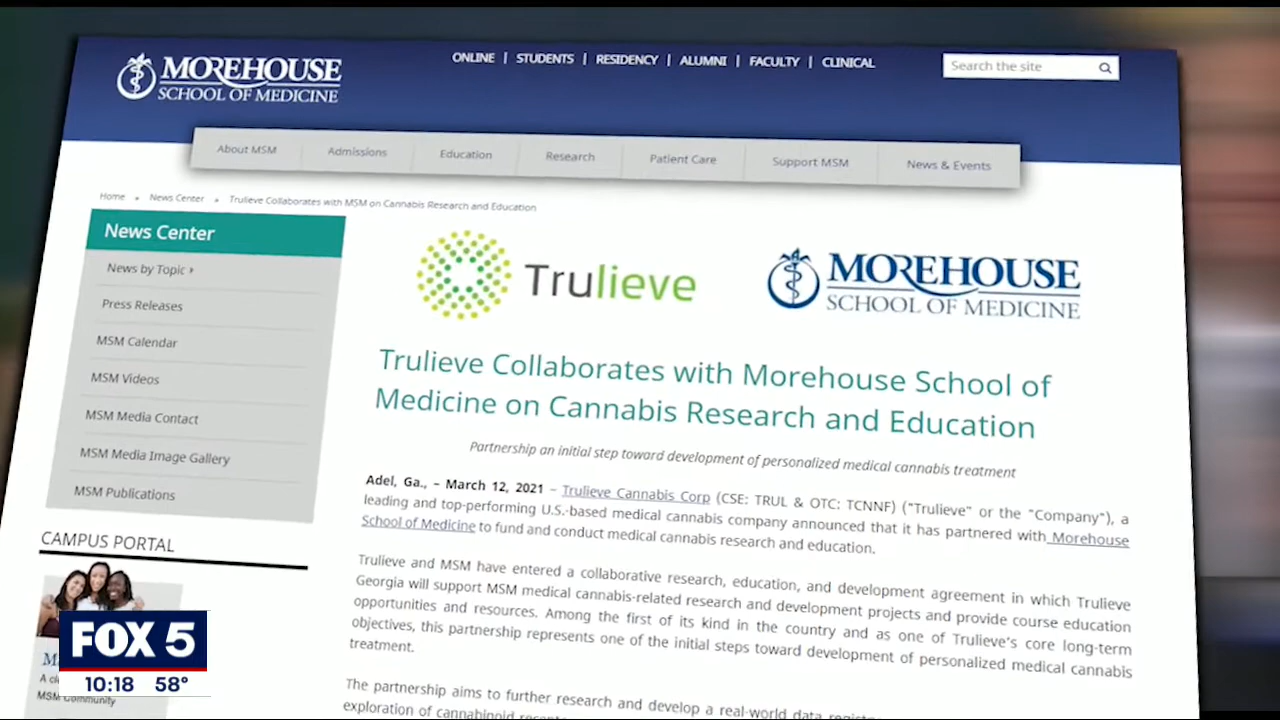 MOREHOUSE
SCHOOL OF MEDICINE
ONLINE | STUDENTS | RESIDENCY | ALUMNI | FACULTY | CLINICAL
Search the site
About MSM
Admissions
Education
Research
Patient Care
Support MSM
News & Events
Home
News Center
Trulieve Collaborates with MSM on Cannabis Research and Education
News Center
News by Topic
Press Releases
MSM Calendar
MSM Videos
MSM Media Contact
MSM Media Image Gallery
MSM Publications
CAMPUS PORTAL
Trulieve
MOREHOUSE
SCHOOL OF MEDICINE
Trulieve Collaborates with Morehouse School of
Medicine on Cannabis Research and Education
Partnership an initial step toward development of personalized medical cannabis treatment
Adel, Ga., – March 12, 2021 – Trulieve Cannabis Corp (CSE: TRUL & OTC: TCNNF) ("Trulieve" or the "Company"), a
leading and top-performing U.S.-based medical cannabis company announced that it has partnered with Morehouse
School of Medicine to fund and conduct medical cannabis research and education.
Trulieve and MSM have entered a collaborative research, education, and development agreement in which Trulieve
Georgia will support MSM medical cannabis-related research and development projects and provide course education
opportunities and resources. Among the first of its kind in the country and as one of Trulieve's core long-term
objectives, this partnership represents one of the initial steps toward development of personalized medical cannabis
treatment.
The partnership aims to further research and develop a real-world data
exploration of cannabinoid
A
MSM Community
FOX 5
10:18 58°